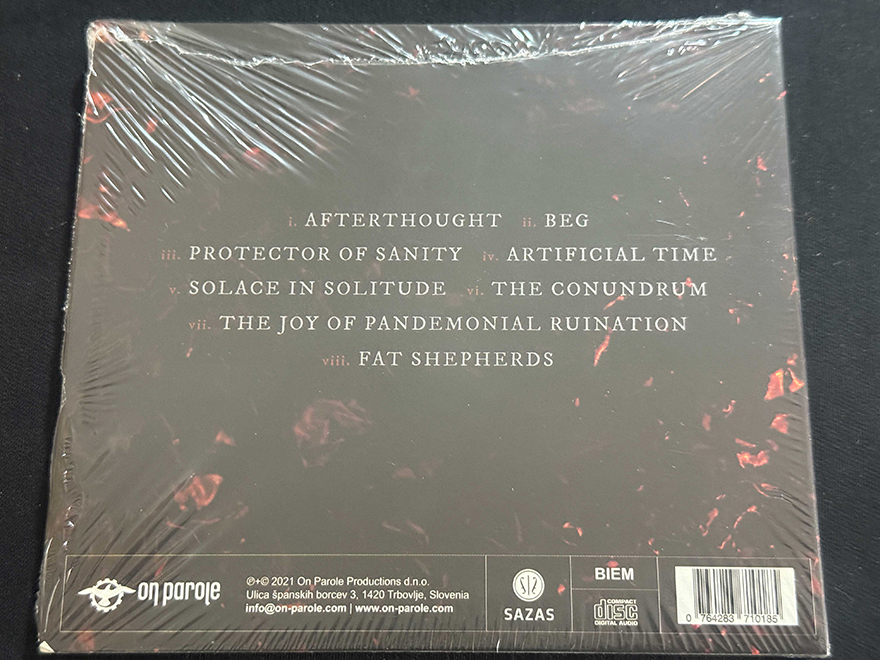 i. AFTERTHOUGHT ii. BEG
iii. PROTECTOR OF SANITY iv. ARTIFICIAL TIME
v. SOLACE IN SOLITUDE vi. THE CONUNDRUM
vii. THE JOY OF PANDEMONIAL RUINATION
viii. FAT SHEPHERDS
on parole
℗+© 2021 On Parole Productions d.n.o.
Ulica španskih borcev 3, 1420 Trbovlje, Slovenia
info@on-parole.com | www.on-parole.com
SAZAS
BIEM
COMPACT
disc
DIGITAL AUDIO
0 764283 710185